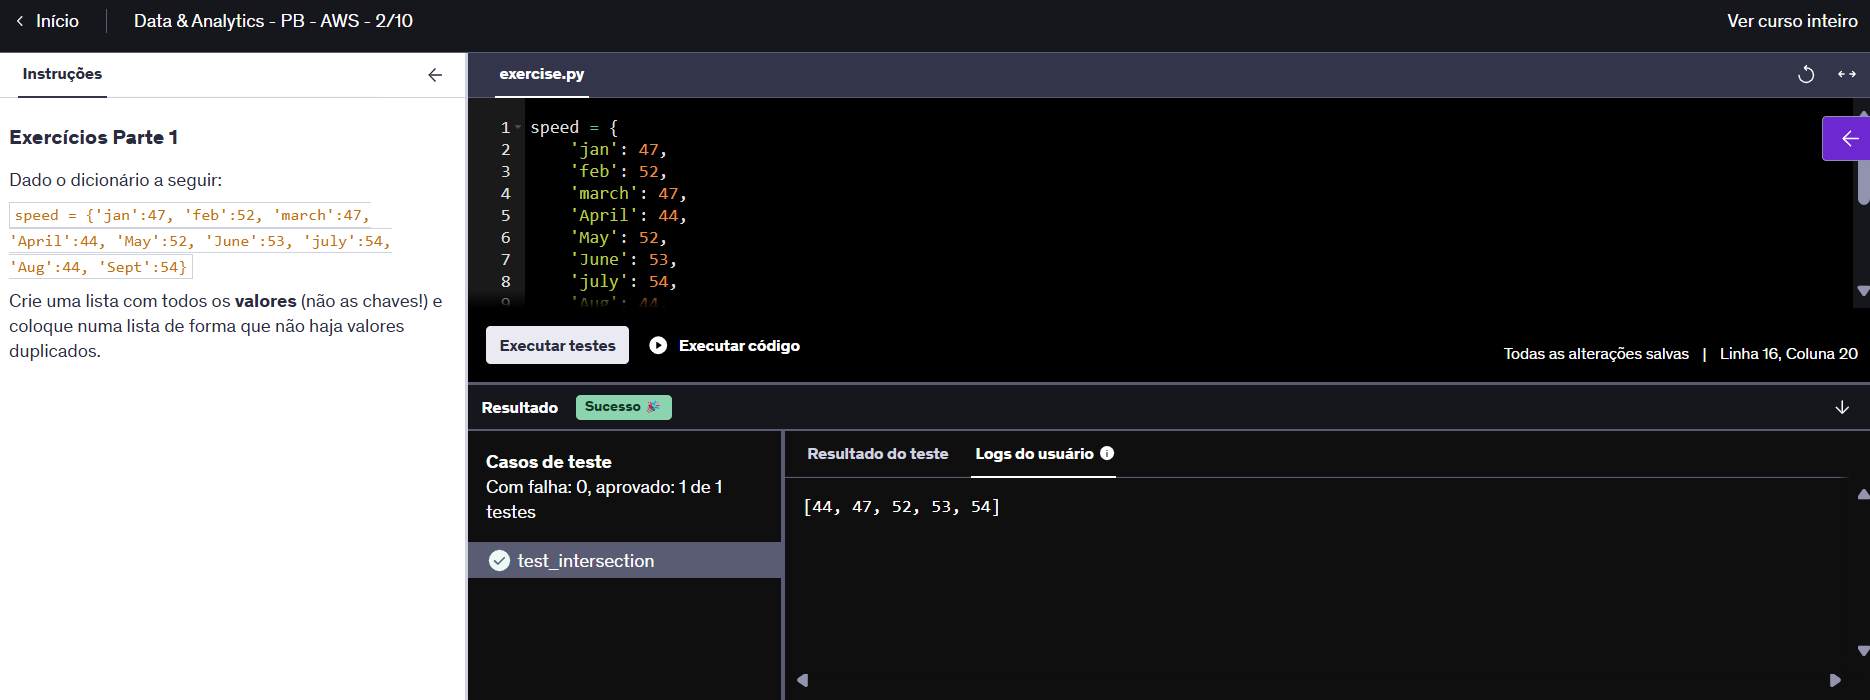 Início
Data & Analytics - PB - AWS - 2/10
Ver curso inteiro
Instruções
Exercícios Parte 1
Dado o dicionário a seguir:
speed = {'jan':47, 'feb':52, 'march':47,
'April':44, 'May':52, 'June':53, 'july':54,
'Aug':44, 'Sept':54}
Crie uma lista com todos os valores (não as chaves!) e
coloque numa lista de forma que não haja valores
duplicados.
exercise.py
1 speed = {
2 'jan': 47,
3 'feb': 52,
4 'march': 47,
5 'April': 44,
6 'May': 52,
7 'June': 53,
8 'july': 54,
9 'Aug': 44,
Executar testes
Executar código
Todas as alterações salvas | Linha 16, Coluna 20
Resultado
Sucesso 🎉
Casos de teste
Com falha: 0, aprovado: 1 de 1
testes
test_intersection
Resultado do teste
Logs do usuário
[44, 47, 52, 53, 54]